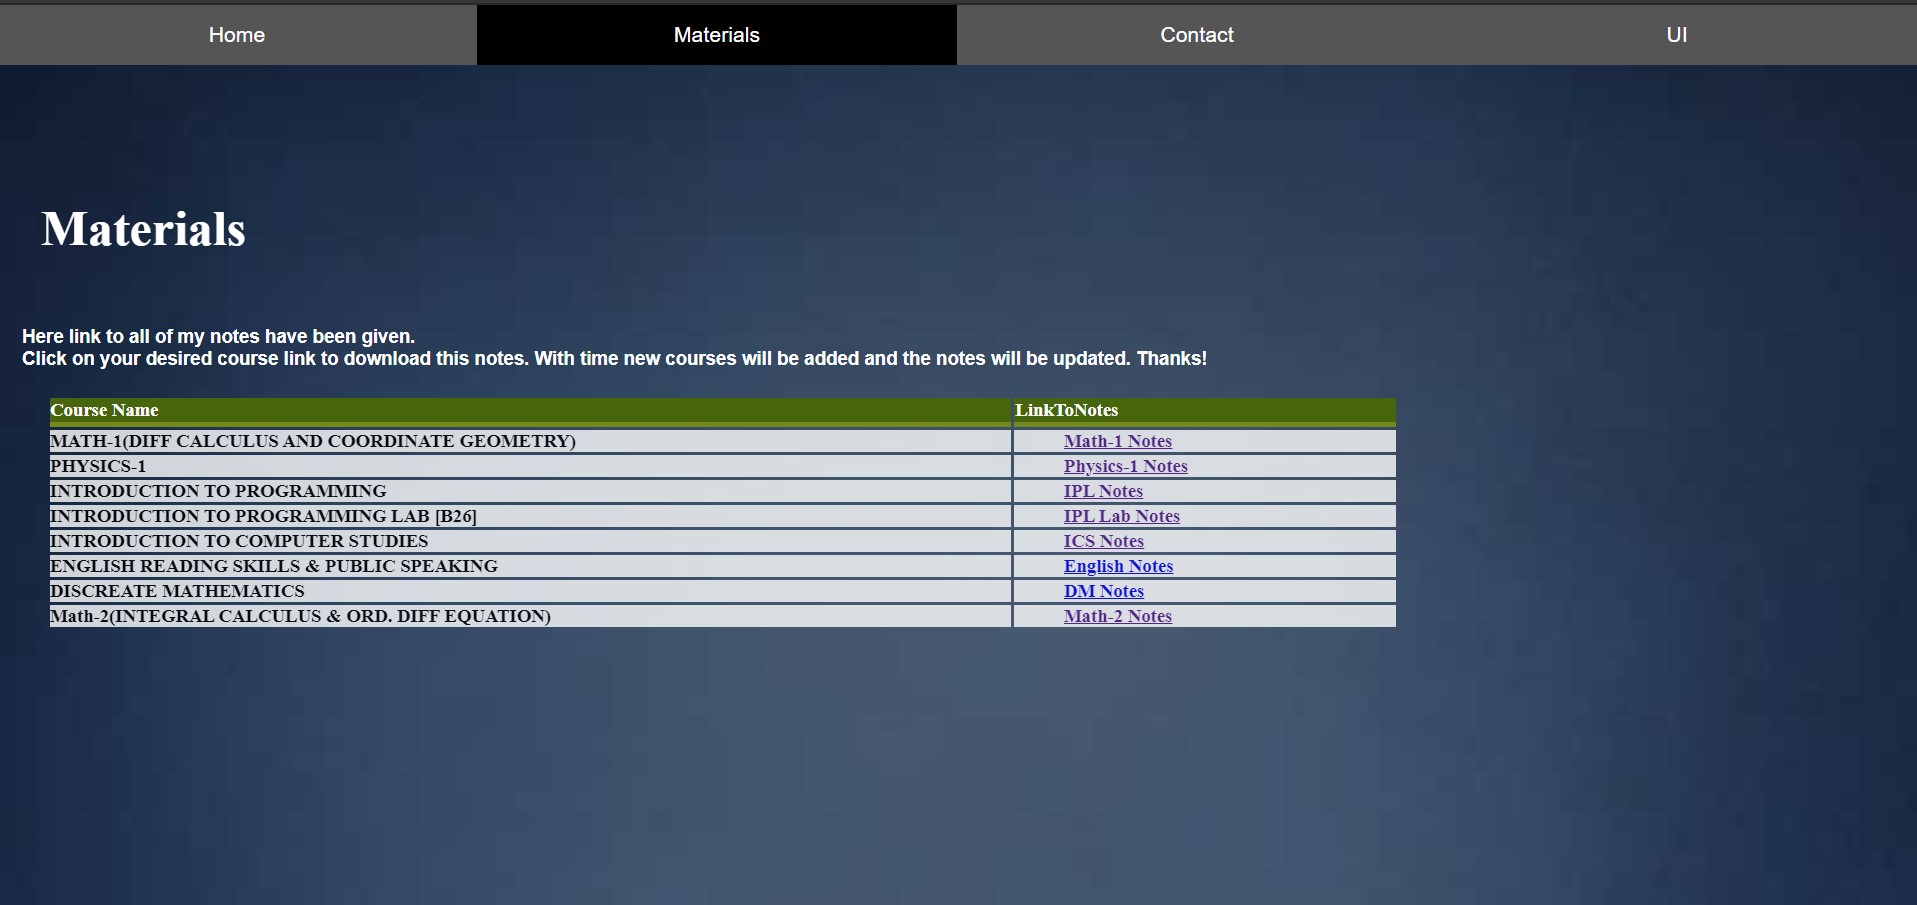 Home Materials Contact UI
Materials
Here link to all of my notes have been given.
Click on your desired course link to download this notes. With time new courses will be added and the notes will be updated. Thanks!
Course Name LinkToNotes
MATH-1(DIFF CALCULUS AND COORDINATE GEOMETRY) Math-1 Notes
PHYSICS-1 Physics-1 Notes
INTRODUCTION TO PROGRAMMING IPL Notes
INTRODUCTION TO PROGRAMMING LAB [B26] IPL Lab Notes
INTRODUCTION TO COMPUTER STUDIES ICS Notes
ENGLISH READING SKILLS & PUBLIC SPEAKING English Notes
DISCREATE MATHEMATICS DM Notes
Math-2(INTEGRAL CALCULUS & ORD. DIFF EQUATION) Math-2 Notes